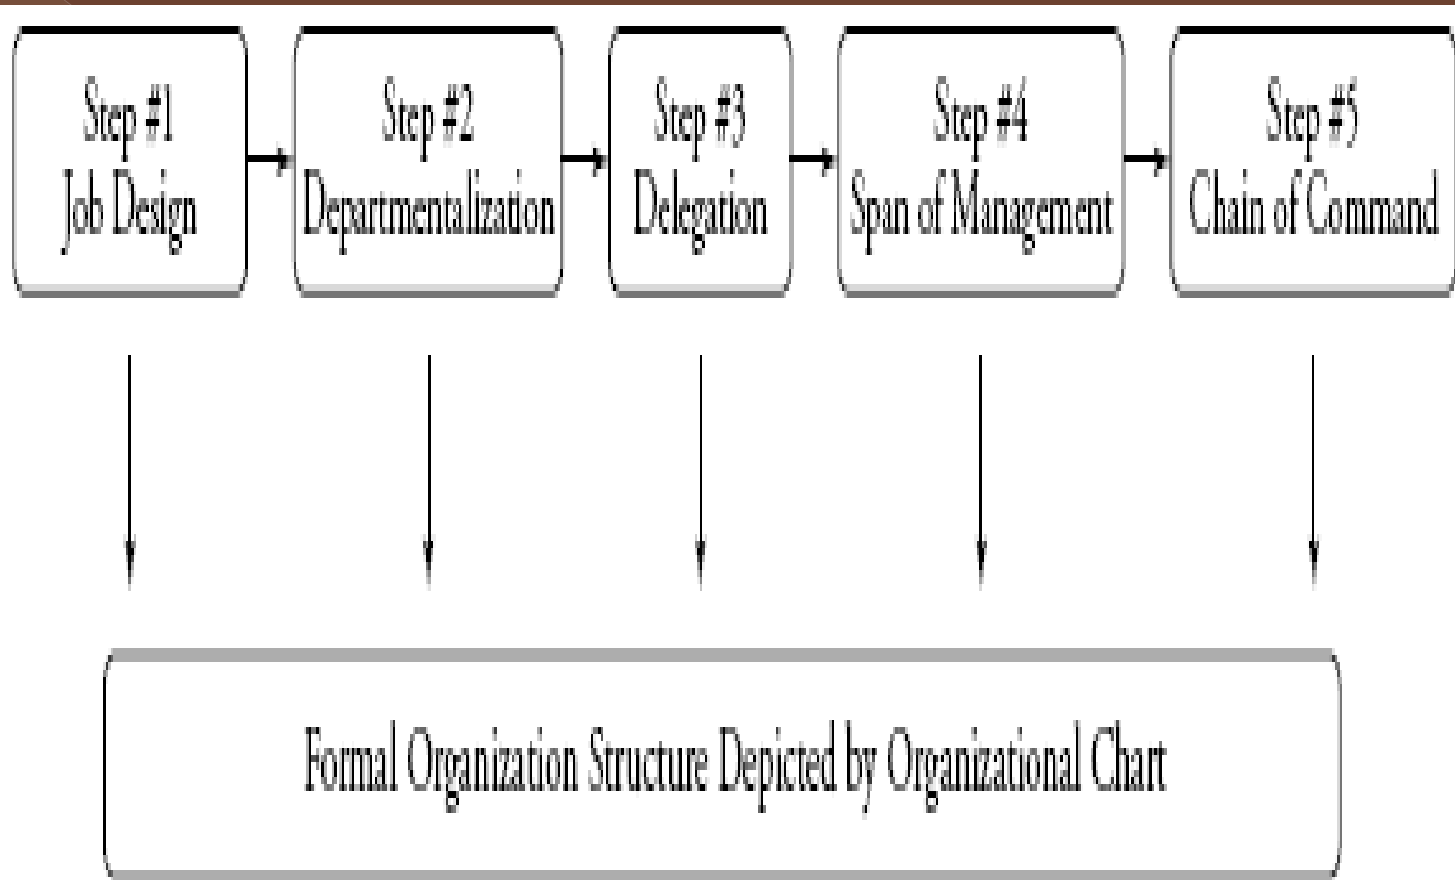 Step #1
Job Design
Step #2
Departmentalization
Step #3
Delegation
Step #4
Span of Management
Step #5
Chain of Command
Formal Organization Structure Depicted by Organizational Chart